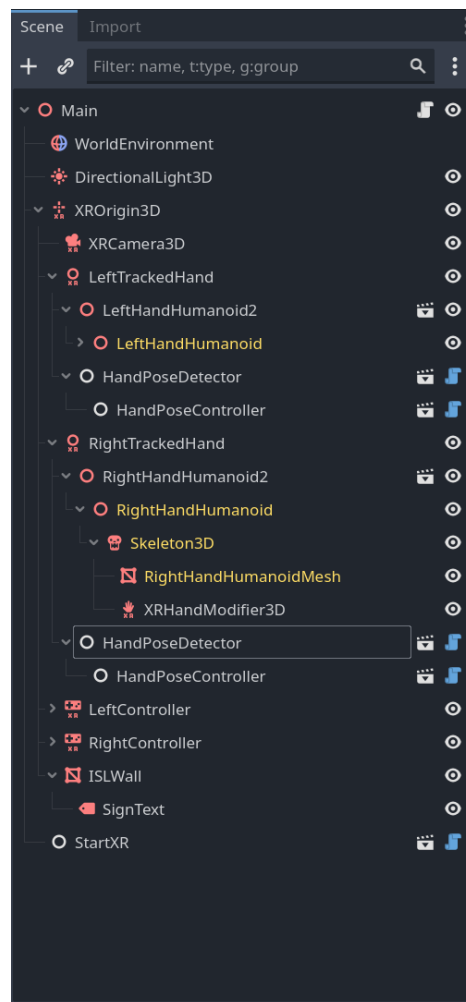 Scene Import
Filter: name, t:type, g:group
Main
WorldEnvironment
DirectionalLight3D
XROrigin3D
XRCamera3D
LeftTrackedHand
LeftHandHumanoid2
LeftHandHumanoid
HandPoseDetector
HandPoseController
RightTrackedHand
RightHandHumanoid2
RightHandHumanoid
Skeleton3D
RightHandHumanoidMesh
XRHandModifier3D
HandPoseDetector
HandPoseController
LeftController
RightController
ISLWall
SignText
StartXR